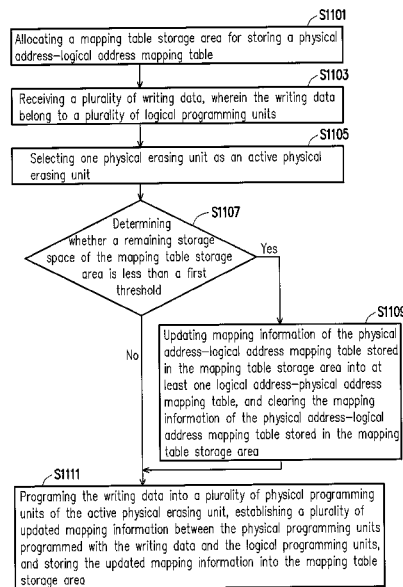 S1101
Allocating a mapping table storage area for storing a physical
address-logical address mapping table
S1103
Receiving a plurality of writing data, wherein the writing data
belong to a plurality of logical programming units
S1105
Selecting one physical erasing unit as an active physical
erasing unit
S1107
Determining
whether a remaining storage
space of the mapping table storage
area is less than a first
threshold
Yes
S1109
Updating mapping information of the physical
address-logical address mapping table stored
in the mapping table storage area into at
least one logical address-physical address
mapping table, and clearing the mapping
information of the physical address-logical
address mapping table stored in the mapping
table storage area
No
S1111
Programing the writing data into a plurality of physical programming
units of the active physical erasing unit, establishing a plurality of
updated mapping information between the physical programming units
programmed with the writing data and the logical programming units,
and storing the updated mapping information into the mapping table
storage area